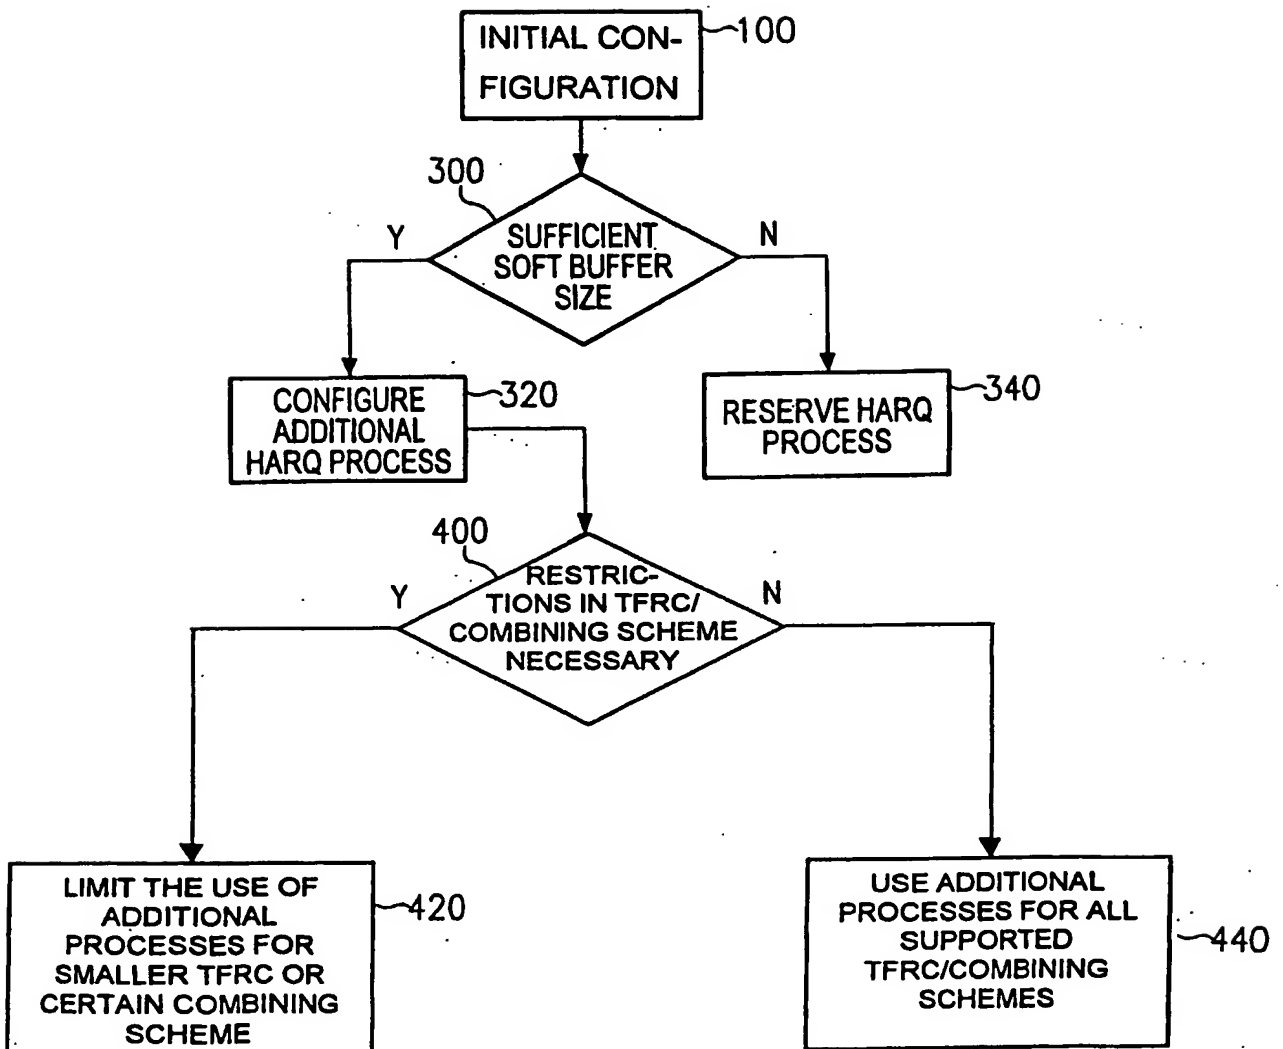 INITIAL CON-
FIGURATION
100
300
SUFFICIENT
SOFT BUFFER
SIZE
Y
N
CONFIGURE
ADDITIONAL
HARQ PROCESS
320
RESERVE HARQ
PROCESS
340
400
RESTRIC-
TIONS IN TFRC/
COMBINING SCHEME
NECESSARY
Y
N
LIMIT THE USE OF
ADDITIONAL
PROCESSES FOR
SMALLER TFRC OR
CERTAIN COMBINING
SCHEME
420
USE ADDITIONAL
PROCESSES FOR ALL
SUPPORTED
TFRC/COMBINING
SCHEMES
440